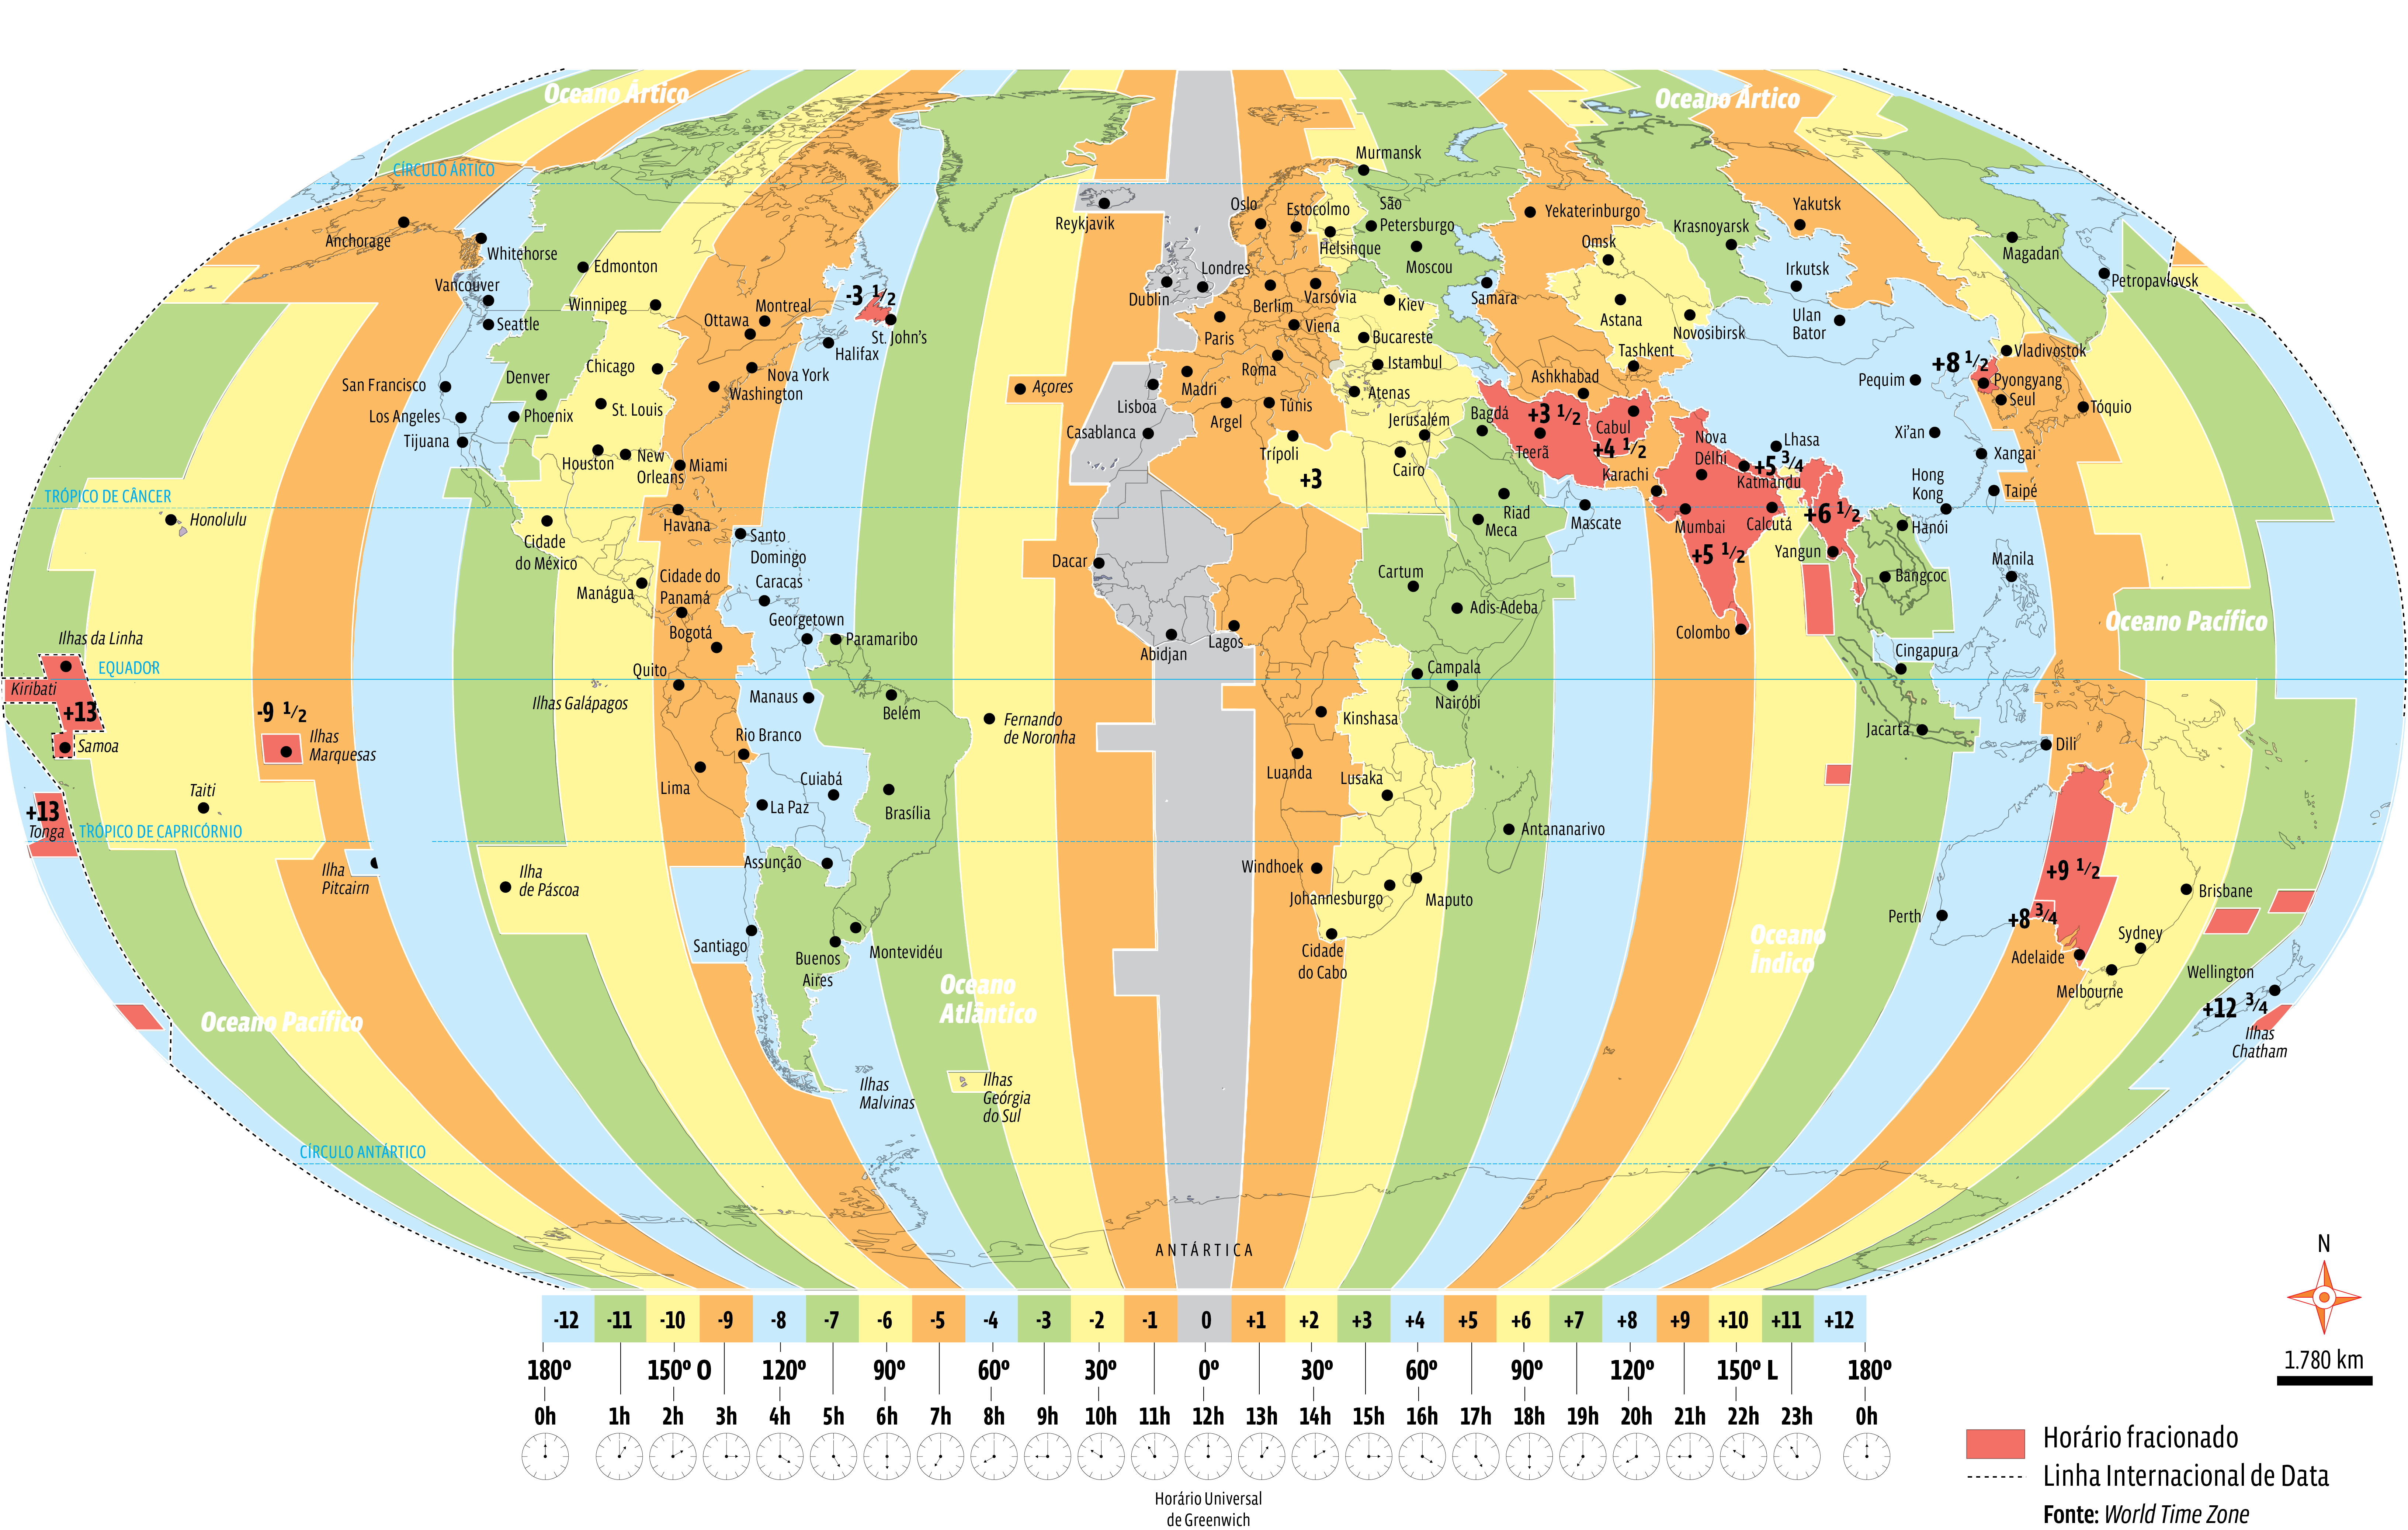 Oceano Ártico
Oceano Ártico
CÍRCULO ÁRTICO
Murmansk
Anchorage
Whitehorse
Edmonton
Vancouver
Winnipeg
Seattle
Montreal
Ottawa
-3 1/2
St. John's
Halifax
Chicago
Nova York
Washington
San Francisco
Denver
St. Louis
Los Angeles
Phoenix
Tijuana
Houston
New
Orleans
Miami
Reykjavik
Oslo
Estocolmo
Helsinque
São
Petersburgo
Moscou
Londres
Dublin
Berlim
Varsóvia
Kiev
Paris
Viena
Bucareste
Roma
Istambul
Madri
Atenas
Açores
Lisboa
Argel
Túnis
Casablanca
Jerusalém
Trípoli
Cairo
+3
Yekaterinburgo
Omsk
Krasnoyarsk
Yakutsk
Magadan
Petropavlovsk
Samara
Astana
Novosibirsk
Irkutsk
Ulan
Bator
Tashkent
Ashkhabad
Vladivostok
+8 1/2
Pequim
Pyongyang
Seul
Tóquio
Bagdá
+3 1/2
Teerã
Cabul
+4 1/2
Karachi
Nova
Délhi
Lhasa
+5 3/4
Katmandu
Xi'an
Xangai
Hong
Kong
Taipé
TRÓPICO DE CÂNCER
Honolulu
Cidade
do México
Havana
Santo
Domingo
Manágua
Cidade do
Panamá
Caracas
Georgetown
Paramaribo
Bogotá
Quito
Ilhas Galápagos
Manaus
Belém
Dacar
Abidjan
Lagos
Riad
Meca
Mascate
Cartum
Adis-Adeba
Mumbai
Calcutá
+5 1/2
+6 1/2
Yangun
Hanói
Bangcoc
Manila
Colombo
Cingapura
Oceano Pacífico
Ilhas da Linha
EQUADOR
Kiribati
+13
Samoa
-9 1/2
Ilhas
Marquesas
Taiti
+13
Tonga
TRÓPICO DE CAPRICÓRNIO
Ilha
Pitcairn
Ilha
de Páscoa
Rio Branco
Lima
La Paz
Cuiabá
Brasília
Fernando
de Noronha
Assunção
Santiago
Buenos
Aires
Montevidéu
Campala
Nairóbi
Kinshasa
Luanda
Lusaka
Antananarivo
Windhoek
Johannesburgo
Maputo
Cidade
do Cabo
Jacarta
Dili
Perth
+9 1/2
+8 3/4
Adelaide
Melbourne
Sydney
Brisbane
Wellington
+12 3/4
Ilhas
Chatham
Oceano
Índico
Oceano
Atlântico
Oceano Pacífico
Ilhas
Malvinas
Ilhas
Geórgia
do Sul
CÍRCULO ANTÁRTICO
ANTÁRTICA
-12 -11 -10 -9 -8 -7 -6 -5 -4 -3 -2 -1 0 +1 +2 +3 +4 +5 +6 +7 +8 +9 +10 +11 +12
180º 150º O 120º 90º 60º 30º 0º 30º 60º 90º 120º 150º L 180º
0h 1h 2h 3h 4h 5h 6h 7h 8h 9h 10h 11h 12h 13h 14h 15h 16h 17h 18h 19h 20h 21h 22h 23h 0h
Horário Universal
de Greenwich
N
1.780 km
Horário fracionado
Linha Internacional de Data
Fonte: World Time Zone